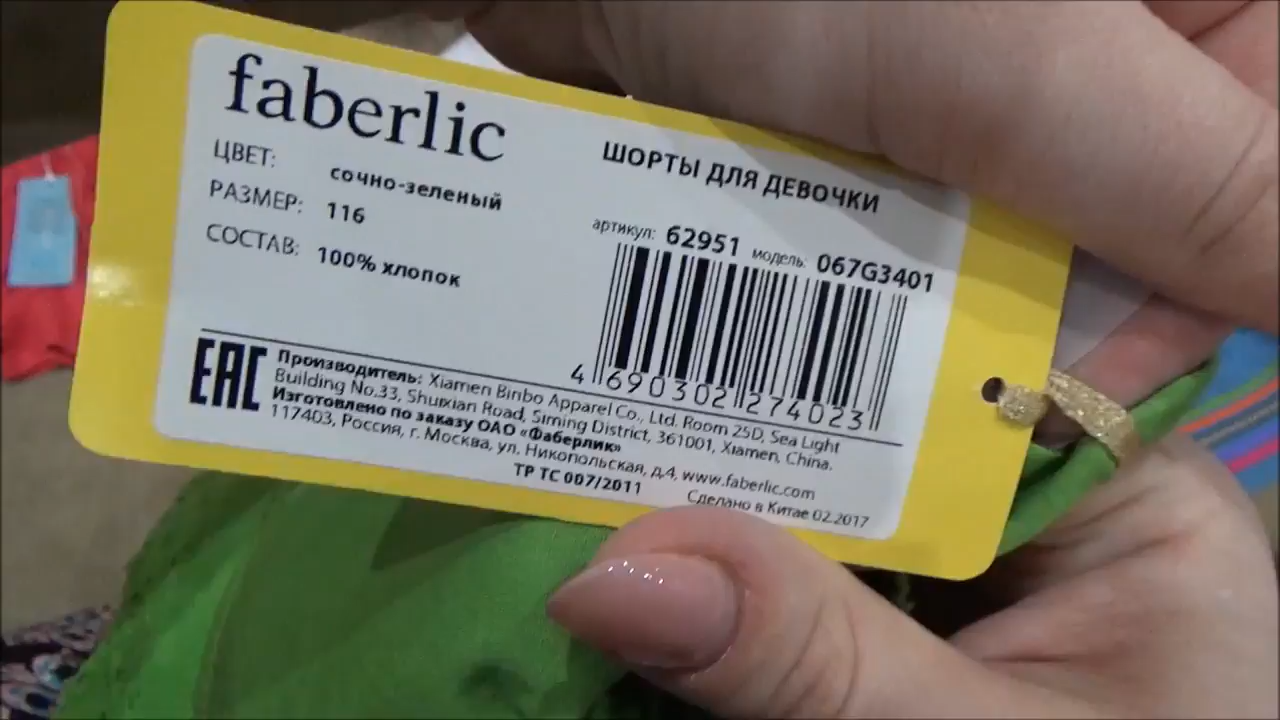 faberlic
ЦВЕТ: сочно-зеленый
РАЗМЕР: 116
СОСТАВ: 100% хлопок
ШОРТЫ ДЛЯ ДЕВОЧКИ
артикул: 62951 модель: 067G3401
4 690302 274023
EAC
Производитель: Xiamen Binbo Apparel Co., Ltd. Room 25D, Sea Light
Building No.33, Shuixian Road, Siming District, 361001, Xiamen, China.
Изготовлено по заказу ОАО «Фаберлик»
117403, Россия, г. Москва, ул. Никопольская, д.4, www.faberlic.com
ТР ТС 007/2011
Сделано в Китае 02.2017